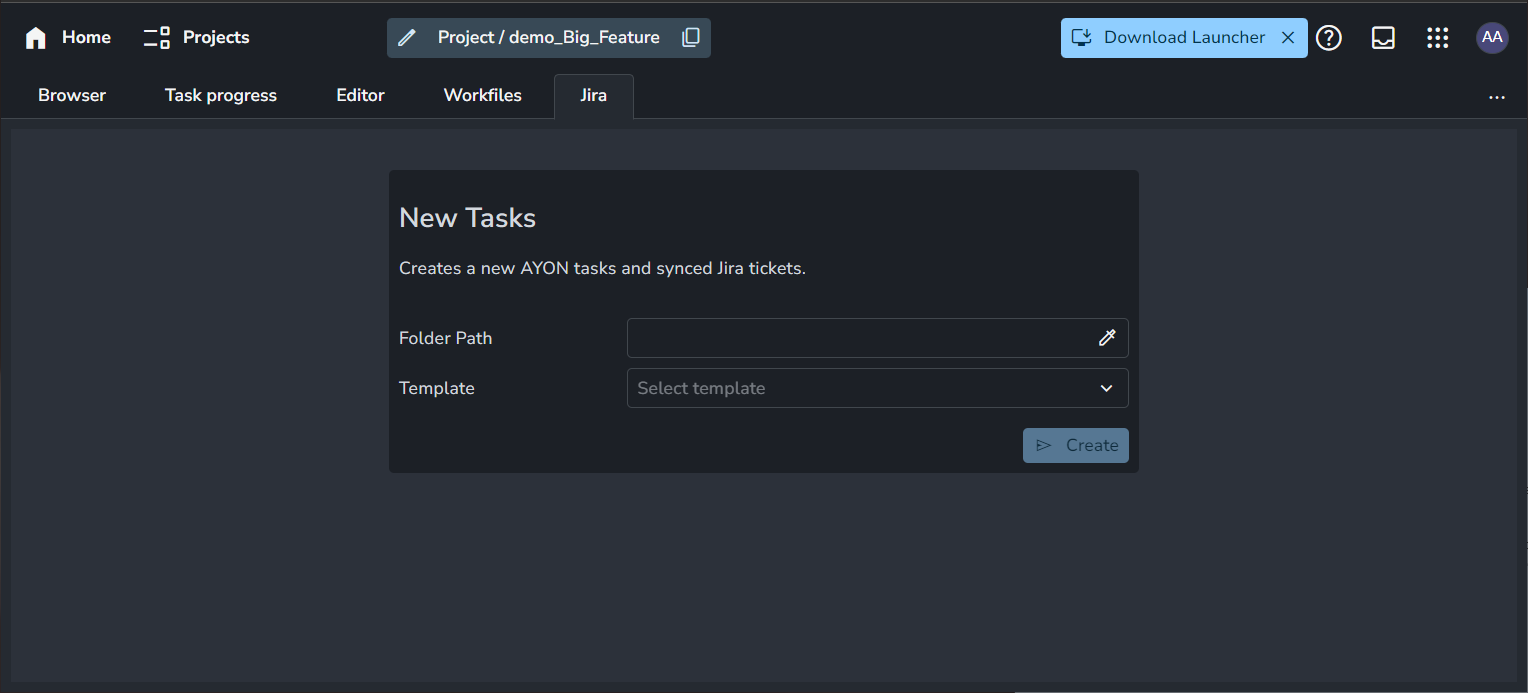 Home Projects Project / demo_Big_Feature Download Launcher AA
Browser Task progress Editor Workfiles Jira
New Tasks
Creates a new AYON tasks and synced Jira tickets.
Folder Path
Template Select template
Create